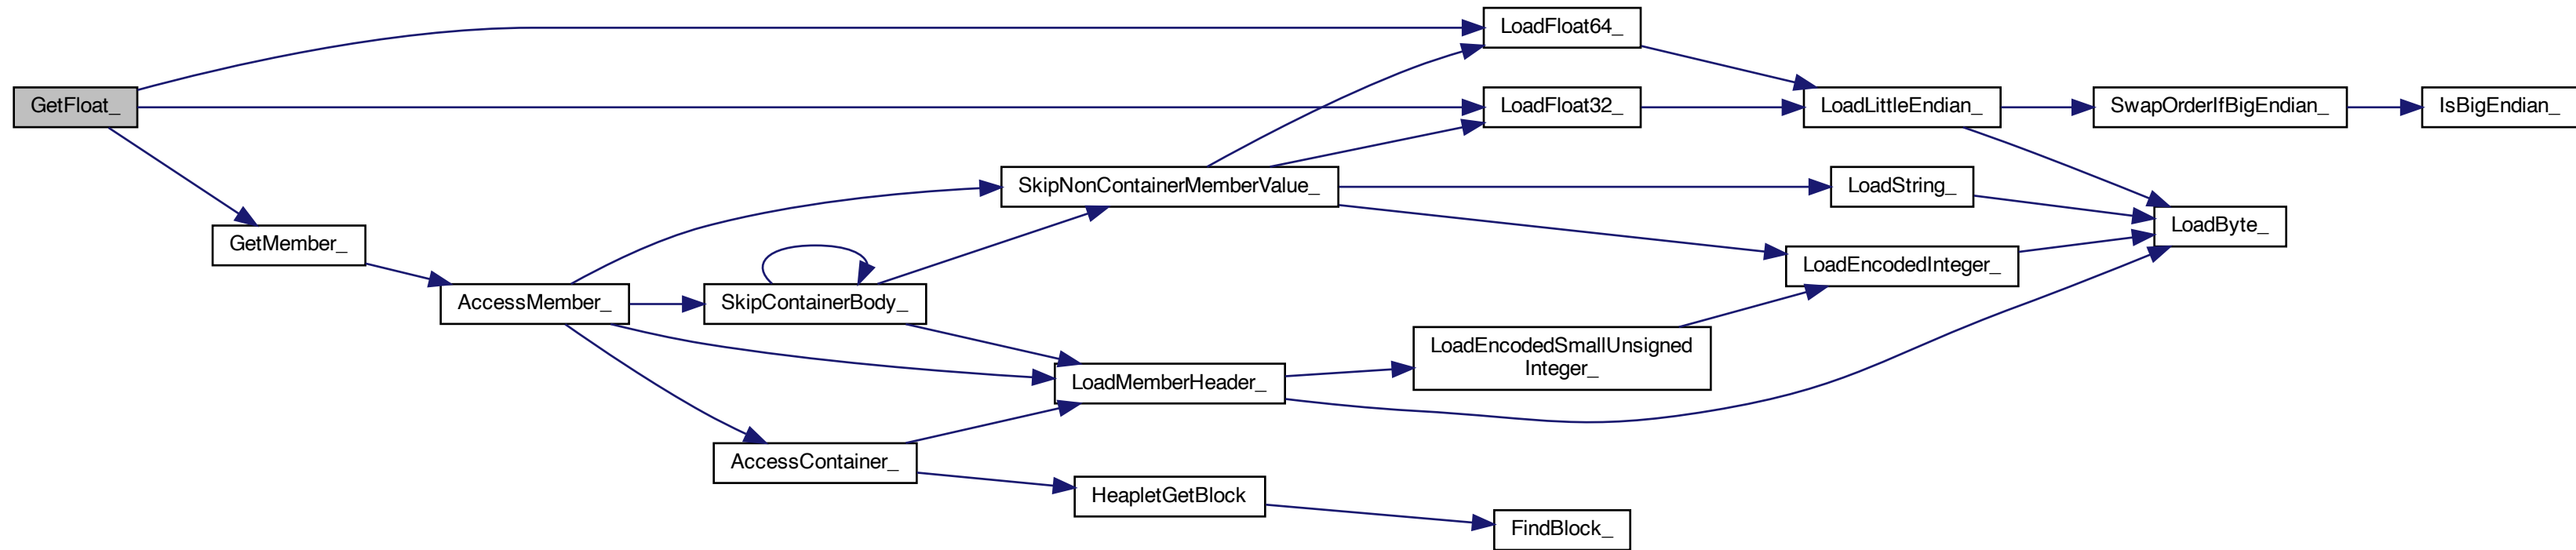 LoadFloat64_
GetFloat_
LoadFloat32_
LoadLittleEndian_
SwapOrderIfBigEndian_
IsBigEndian_
SkipNonContainerMemberValue_
LoadString_
LoadByte_
GetMember_
LoadEncodedInteger_
AccessMember_
SkipContainerBody_
LoadEncodedSmallUnsigned
Integer_
LoadMemberHeader_
AccessContainer_
HeapletGetBlock
FindBlock_